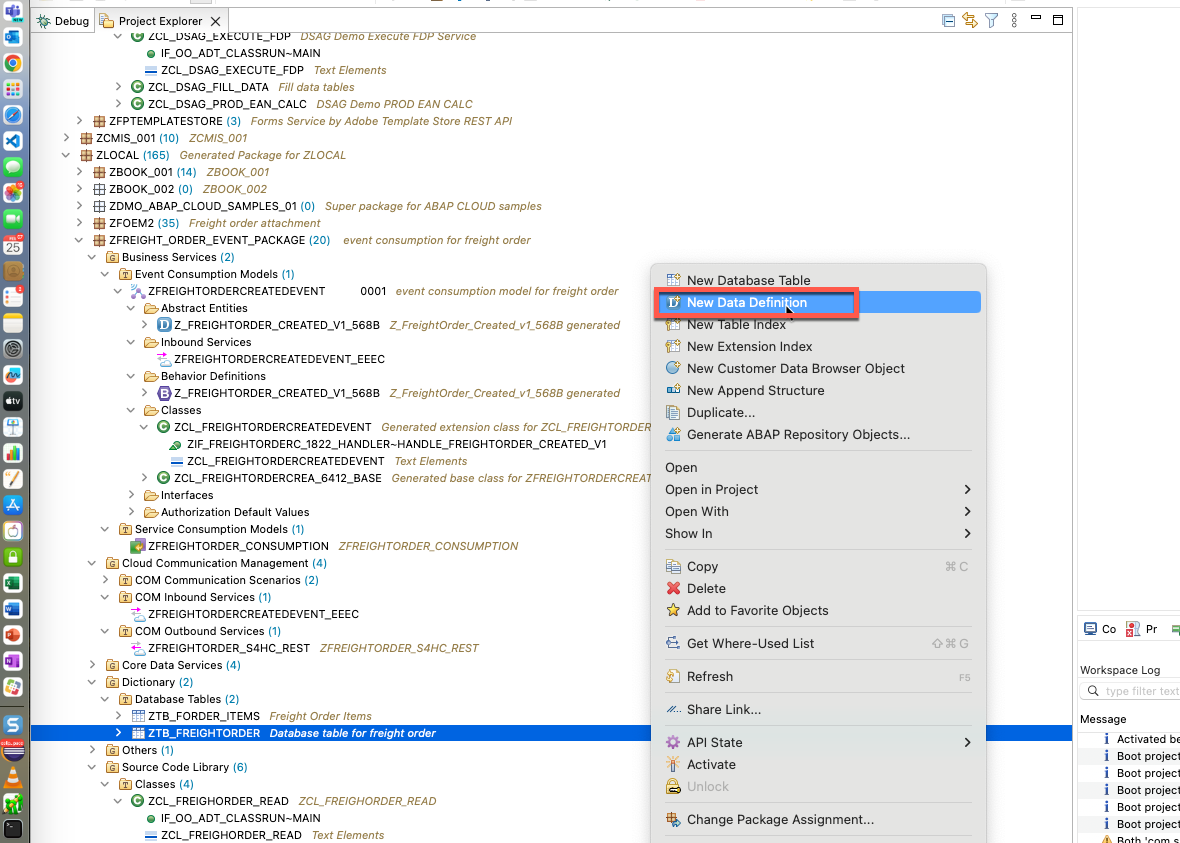 Debug
Project Explorer
ZCL_DSAG_EXECUTE_FDP DSAG Demo Execute FDP Service
IF_OO_ADT_CLASSRUN~MAIN
ZCL_DSAG_EXECUTE_FDP Text Elements
ZCL_DSAG_FILL_DATA Fill data tables
ZCL_DSAG_PROD_EAN_CALC DSAG Demo PROD EAN CALC
ZFPTEMPLATESTORE (3) Forms Service by Adobe Template Store REST API
ZCMIS_001 (10) ZCMIS_001
ZLOCAL (165) Generated Package for ZLOCAL
ZBOOK_001 (14) ZBOOK_001
ZBOOK_002 (0) ZBOOK_002
ZDMO_ABAP_CLOUD_SAMPLES_01 (0) Super package for ABAP CLOUD samples
ZFOEM2 (35) Freight order attachment
ZFREIGHT_ORDER_EVENT_PACKAGE (20) event consumption for freight order
Business Services (2)
Event Consumption Models (1)
ZFREIGHTORDERCREATEDEVENT 0001 event consumption model for freight order
Abstract Entities
Z_FREIGHTORDER_CREATED_V1_568B Z_FreightOrder_Created_v1_568B generated
Inbound Services
ZFREIGHTORDERCREATEDEVENT_EEEC
Behavior Definitions
Z_FREIGHTORDER_CREATED_V1_568B Z_FreightOrder_Created_v1_568B generated
Classes
ZCL_FREIGHTORDERCREATEDEVENT Generated extension class for ZCL_FREIGHTORDER
ZIF_FREIGHTORDERC_1822_HANDLER~HANDLE_FREIGHTORDER_CREATED_V1
ZCL_FREIGHTORDERCREATEDEVENT Text Elements
ZCL_FREIGHTORDERCREA_6412_BASE Generated base class for ZFREIGHTORDERCREAT
Interfaces
Authorization Default Values
Service Consumption Models (1)
ZFREIGHTORDER_CONSUMPTION ZFREIGHTORDER_CONSUMPTION
Cloud Communication Management (4)
COM Communication Scenarios (2)
COM Inbound Services (1)
ZFREIGHTORDERCREATEDEVENT_EEEC
COM Outbound Services (1)
ZFREIGHTORDER_S4HC_REST ZFREIGHTORDER_S4HC_REST
Core Data Services (4)
Dictionary (2)
Database Tables (2)
ZTB_FORDER_ITEMS Freight Order Items
ZTB_FREIGHTORDER Database table for freight order
Others (1)
Source Code Library (6)
Classes (4)
ZCL_FREIGHORDER_READ ZCL_FREIGHORDER_READ
IF_OO_ADT_CLASSRUN~MAIN
ZCL_FREIGHORDER_READ Text Elements
New Database Table
New Data Definition
New Table Index
New Extension Index
New Customer Data Browser Object
New Append Structure
Duplicate...
Generate ABAP Repository Objects...
Open
Open in Project
Open With
Show In
Copy ⌘ C
Delete
Add to Favorite Objects
Get Where-Used List ⇧⌘ G
Refresh F5
Share Link...
API State
Activate
Unlock
Change Package Assignment...
Co
Pr
Workspace Log
type filter text
Message
Activated be
Boot project
Boot project
Boot project
Boot project
Boot project
Both 'com.s
25
tv